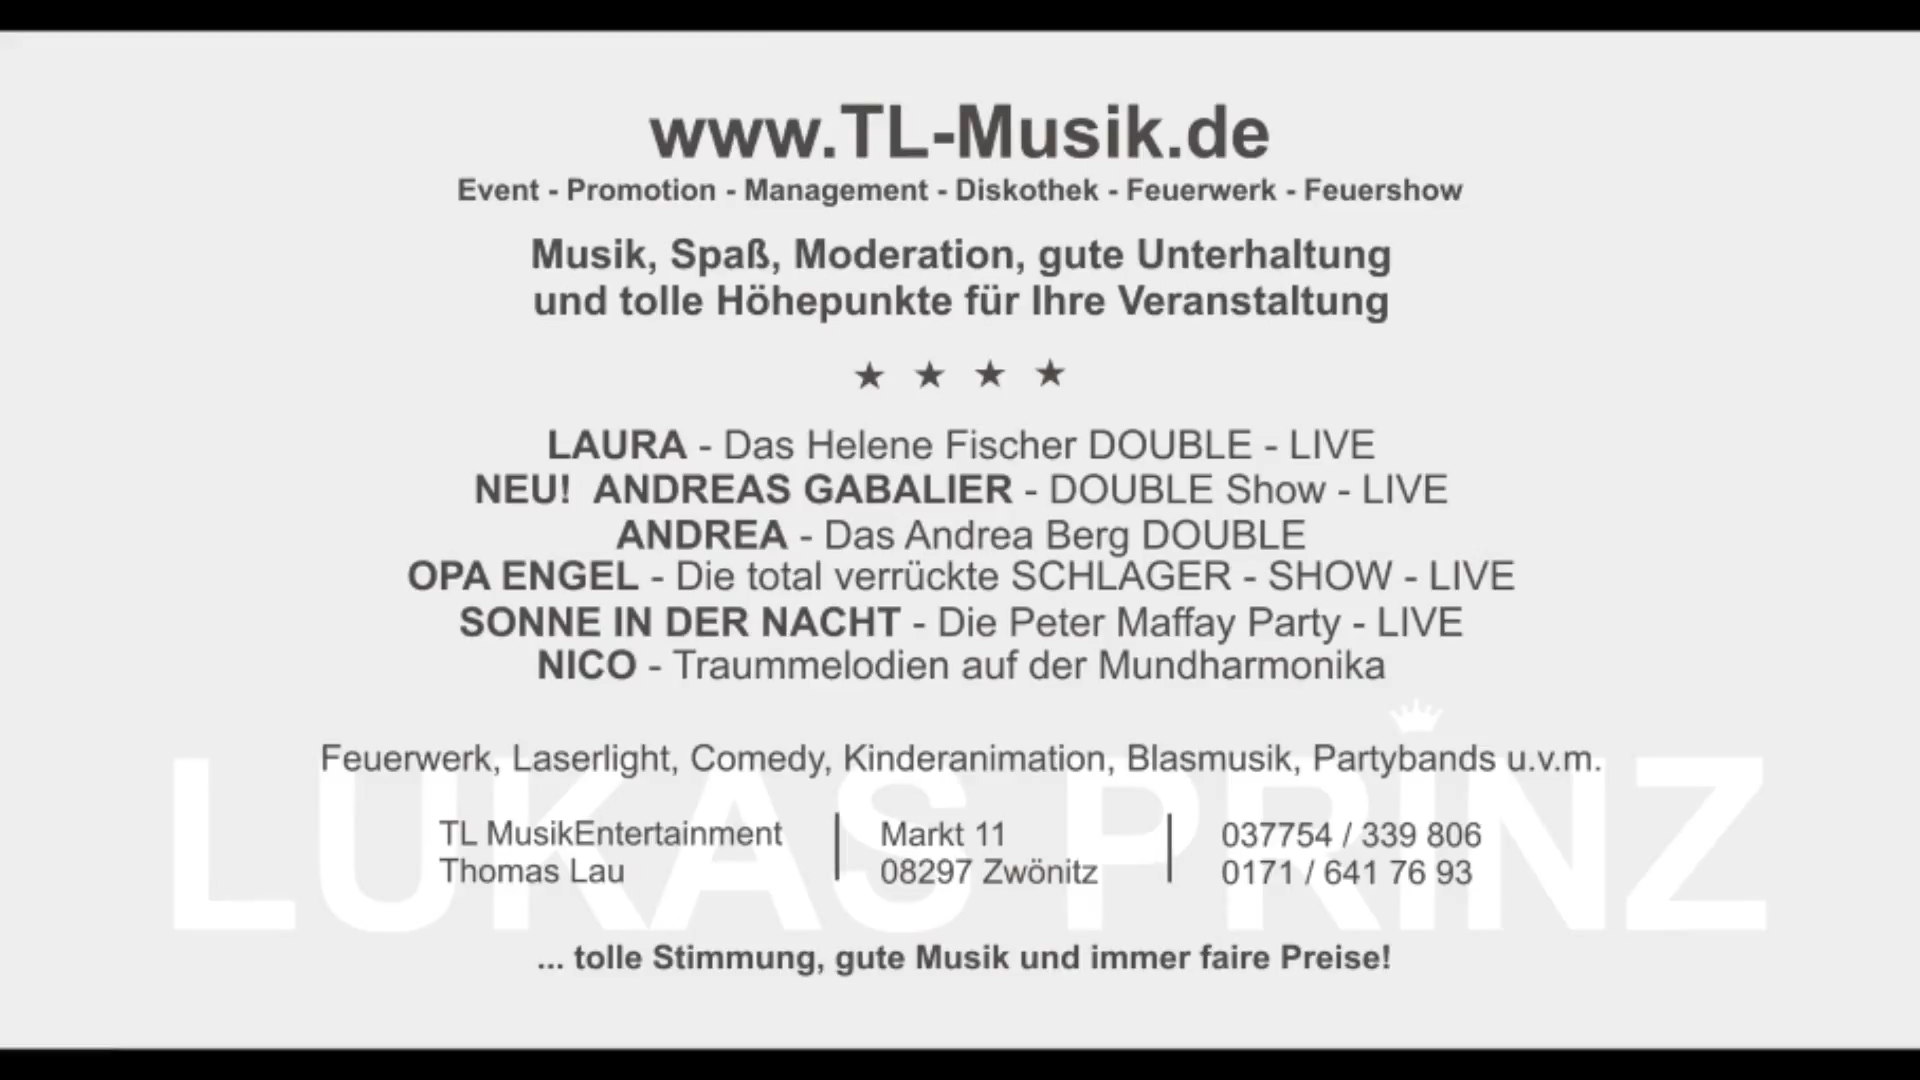 www.TL-Musik.de
Event - Promotion - Management - Diskothek - Feuerwerk - Feuershow
Musik, Spaß, Moderation, gute Unterhaltung
und tolle Höhepunkte für Ihre Veranstaltung
★ ★ ★ ★
LAURA - Das Helene Fischer DOUBLE - LIVE
NEU! ANDREAS GABALIER - DOUBLE Show - LIVE
ANDREA - Das Andrea Berg DOUBLE
OPA ENGEL - Die total verrückte SCHLAGER - SHOW - LIVE
SONNE IN DER NACHT - Die Peter Maffay Party - LIVE
NICO - Traummelodien auf der Mundharmonika
Feuerwerk, Laserlight, Comedy, Kinderanimation, Blasmusik, Partybands u.v.m.
LUKAS PRINZ
TL MusikEntertainment
Thomas Lau
Markt 11
08297 Zwönitz
037754 / 339 806
0171 / 641 76 93
... tolle Stimmung, gute Musik und immer faire Preise!